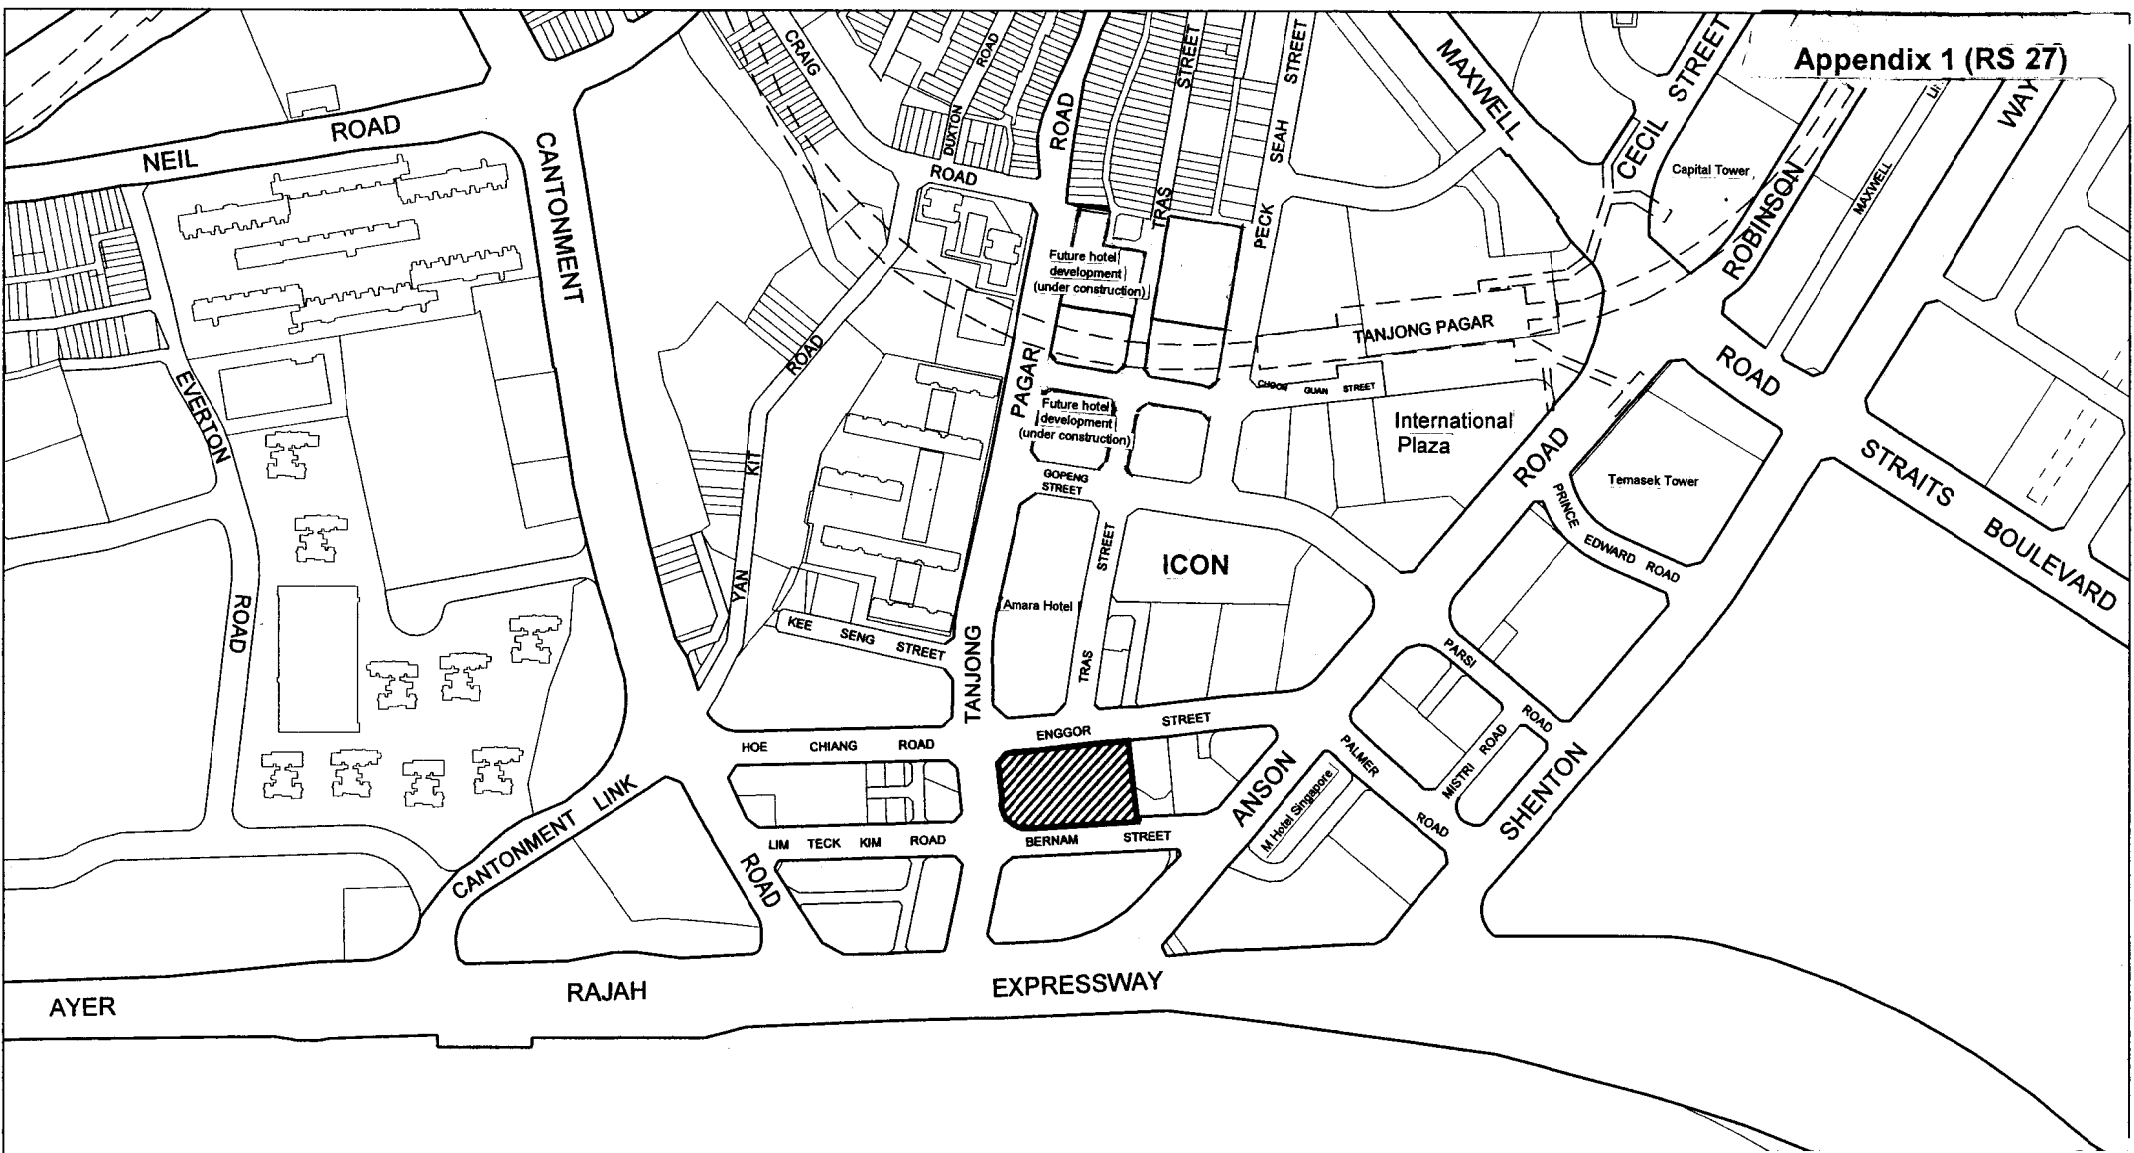 Appendix 1 (RS 27)
NEIL
ROAD
CANTONMENT
CRAIG
ROAD
DUXTON
ROAD
ROAD
STREET
TRAS
STREET
SEAH
PECK
MAXWELL
CECIL
STREET
Capital Tower
ROBINSON
MAXWELL
WAY
Future hotel
development
(under construction)
TANJONG PAGAR
ROAD
PAGAR
ROAD
CHOON GUAN STREET
EVERTON
Future hotel
development
(under construction)
International
Plaza
ROAD
STRAITS
BOULEVARD
KIT
GOPENG
STREET
Temasek Tower
PRINCE
EDWARD ROAD
STREET
ICON
YAN
Amara Hotel
ROAD
KEE SENG STREET
TRAS
TANJONG
PARSI
ROAD
HOE CHIANG ROAD
ENGGOR
STREET
PALMER
ROAD
MISTRI
ROAD
SHENTON
ANSON
M Hotel Singapore
CANTONMENT LINK
LIM TECK KIM ROAD
BERNAM
STREET
ROAD
AYER
RAJAH
EXPRESSWAY